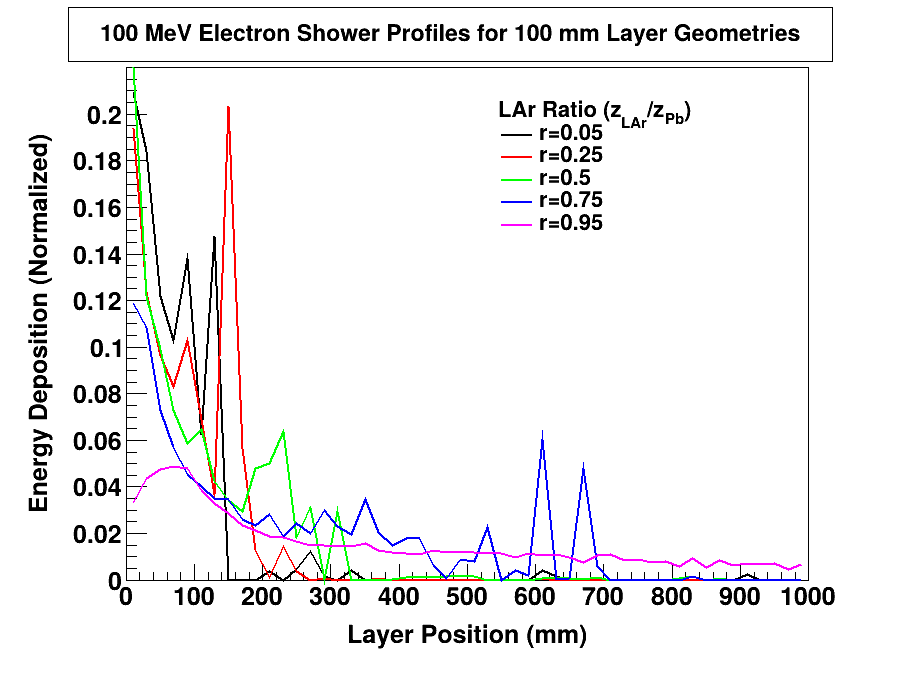 100 MeV Electron Shower Profiles for 100 mm Layer Geometries
Energy Deposition (Normalized)
0.2
0.18
0.16
0.14
0.12
0.1
0.08
0.06
0.04
0.02
0
LAr Ratio (z_LAr/z_Pb)
r=0.05
r=0.25
r=0.5
r=0.75
r=0.95
0 100 200 300 400 500 600 700 800 900 1000
Layer Position (mm)